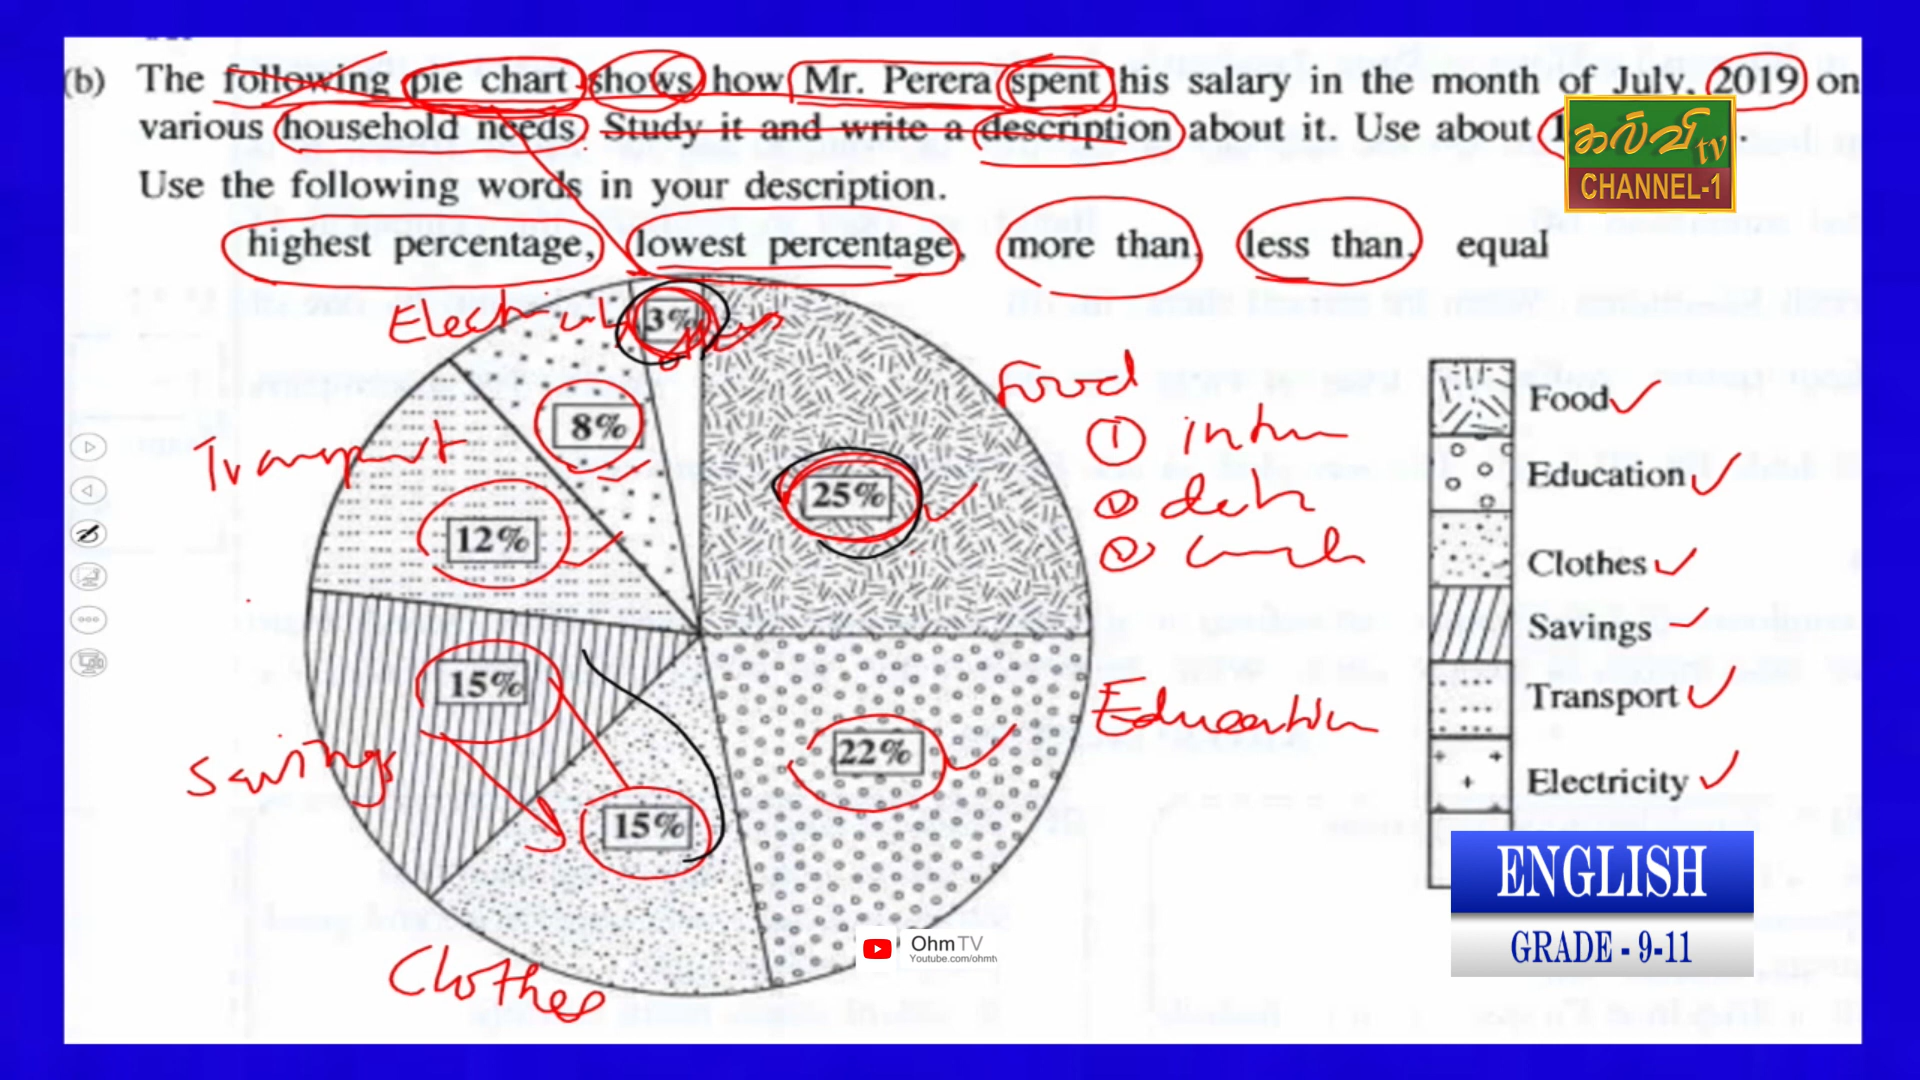 (b) The following pie chart shows how Mr. Perera spent his salary in the month of July, 2019 on
various household needs. Study it and write a description about it. Use about
Use the following words in your description.
highest percentage, lowest percentage, more than, less than, equal
கல்வி tv
CHANNEL-1
3%
8%
12%
25%
15%
15%
22%
Food
Transport
Savings
Clothes
Education
Food
Education
Clothes
Savings
Transport
Electricity
ENGLISH
GRADE - 9-11
OhmTV
Youtube.com/ohmtv